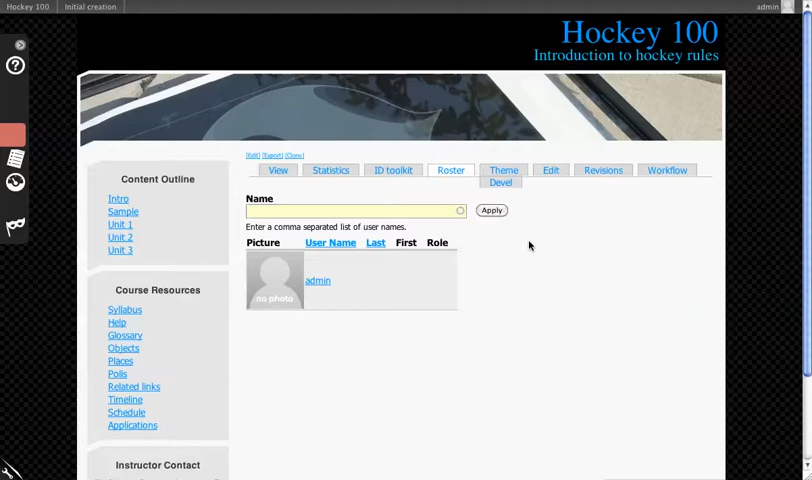 Hockey 100 Initial creation admin
Hockey 100
Introduction to hockey rules
[Edit] [Export] [Clone]
View Statistics ID toolkit Roster Theme Edit Revisions Workflow
Devel
Content Outline
Intro
Sample
Unit 1
Unit 2
Unit 3
Name
Apply
Enter a comma separated list of user names.
Picture User Name Last First Role
no photo
admin
Course Resources
Syllabus
Help
Glossary
Objects
Places
Polls
Related links
Timeline
Schedule
Applications
Instructor Contact